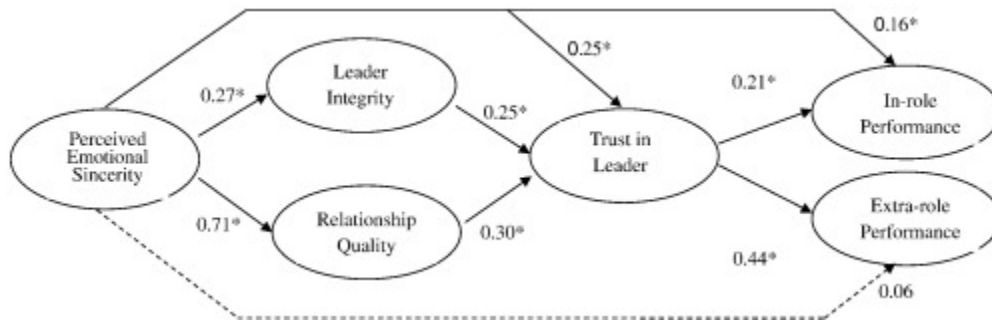 0.16*
0.25*
0.21*
0.27*
Leader
Integrity
0.25*
In-role
Performance
Perceived
Emotional
Sincerity
Trust in
Leader
0.71*
Relationship
Quality
0.30*
Extra-role
Performance
0.44*
0.06